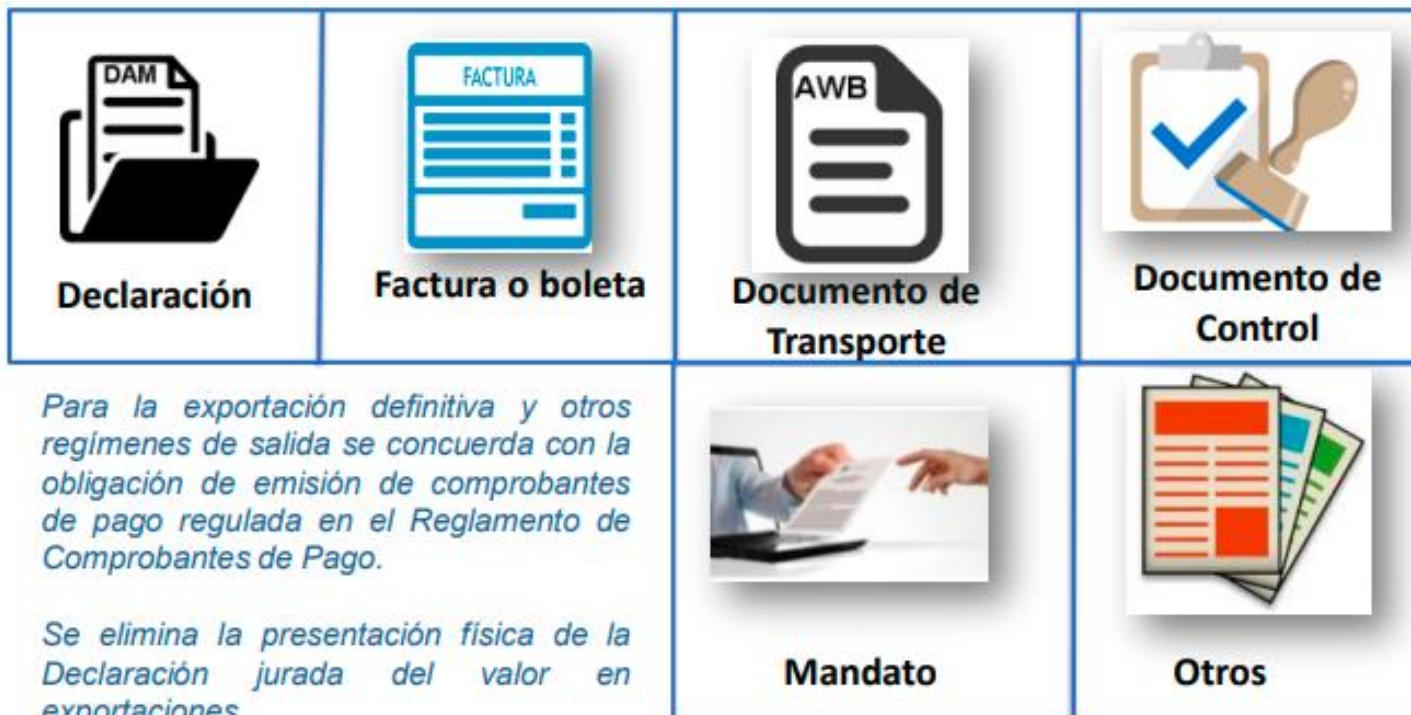 DAM
Declaración
FACTURA
Factura o boleta
AWB
Documento de
Transporte
Documento de
Control
Para la exportación definitiva y otros
regímenes de salida se concuerda con la
obligación de emisión de comprobantes
de pago regulada en el Reglamento de
Comprobantes de Pago.
Se elimina la presentación física de la
Declaración jurada del valor en
exportaciones
Mandato
Otros